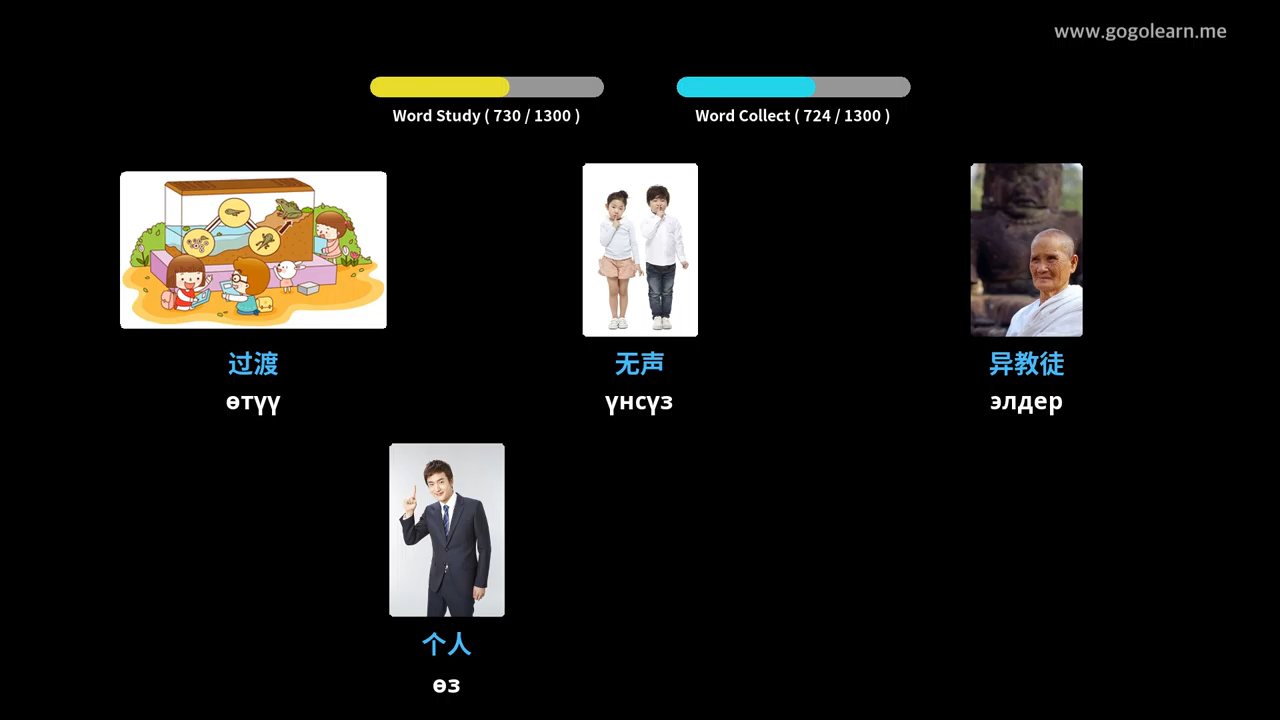 www.gogolearn.me
Word Study ( 730 / 1300 )
Word Collect ( 724 / 1300 )
过渡
өтүү
无声
үнсүз
异教徒
элдер
个人
өз